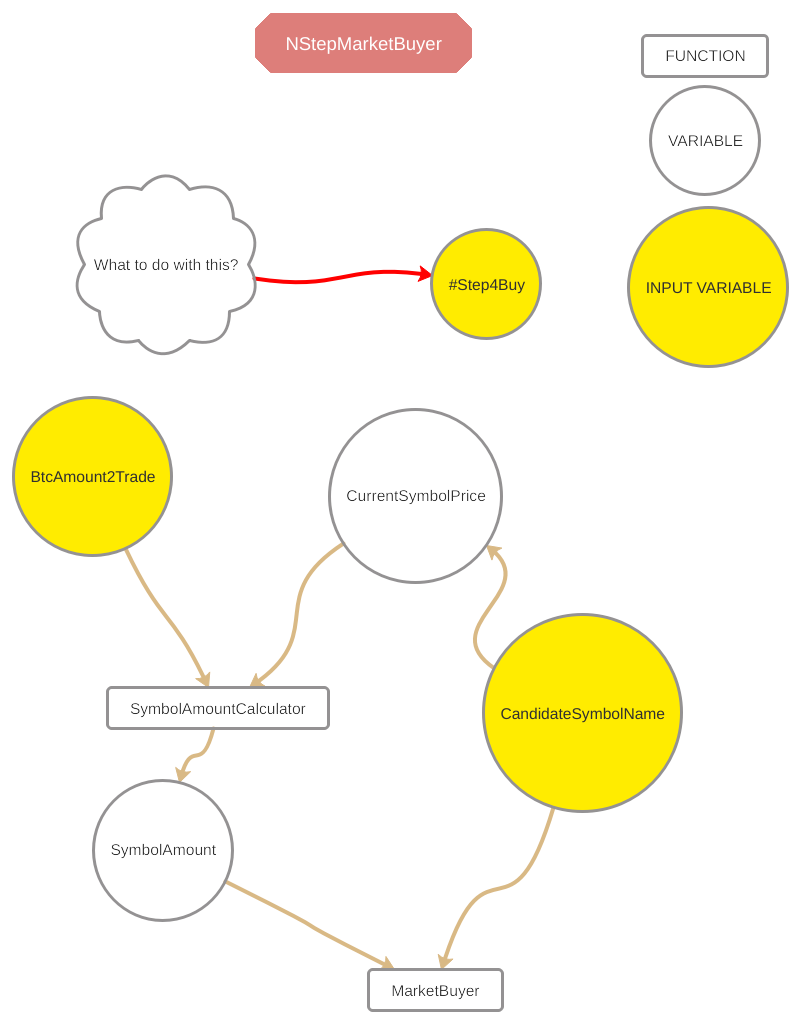 NStepMarketBuyer
FUNCTION
VARIABLE
What to do with this?
#Step4Buy
INPUT VARIABLE
BtcAmount2Trade
CurrentSymbolPrice
SymbolAmountCalculator
CandidateSymbolName
SymbolAmount
MarketBuyer